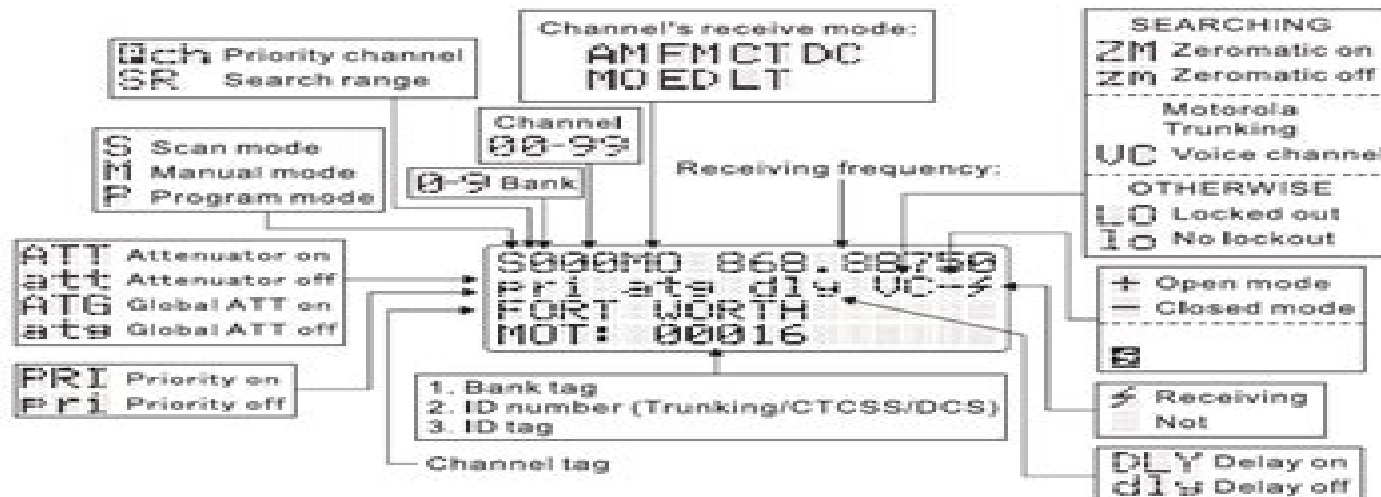 Channel's receive mode:
AM FM CT DC
MO ED LT
Priority channel
SR Search range
Channel
00-99
S Scan mode
M Manual mode
P Program mode
0-9 Bank
Receiving frequency:
SEARCHING
ZM Zeromatic on
zm Zeromatic off
Motorola
Trunking
VC Voice channel
OTHERWISE
LO Locked out
lo No lockout
ATT Attenuator on
att Attenuator off
ATG Global ATT on
atg Global ATT off
S000MO 868.88750
pri atg dly VC-
FORT WORTH
MOT: 00016
+ Open mode
- Closed mode
PRI Priority on
pri Priority off
1. Bank tag
2. ID number (Trunking/CTCSS/DCS)
3. ID tag
Channel tag
Receiving
Not
DLY Delay on
dly Delay off